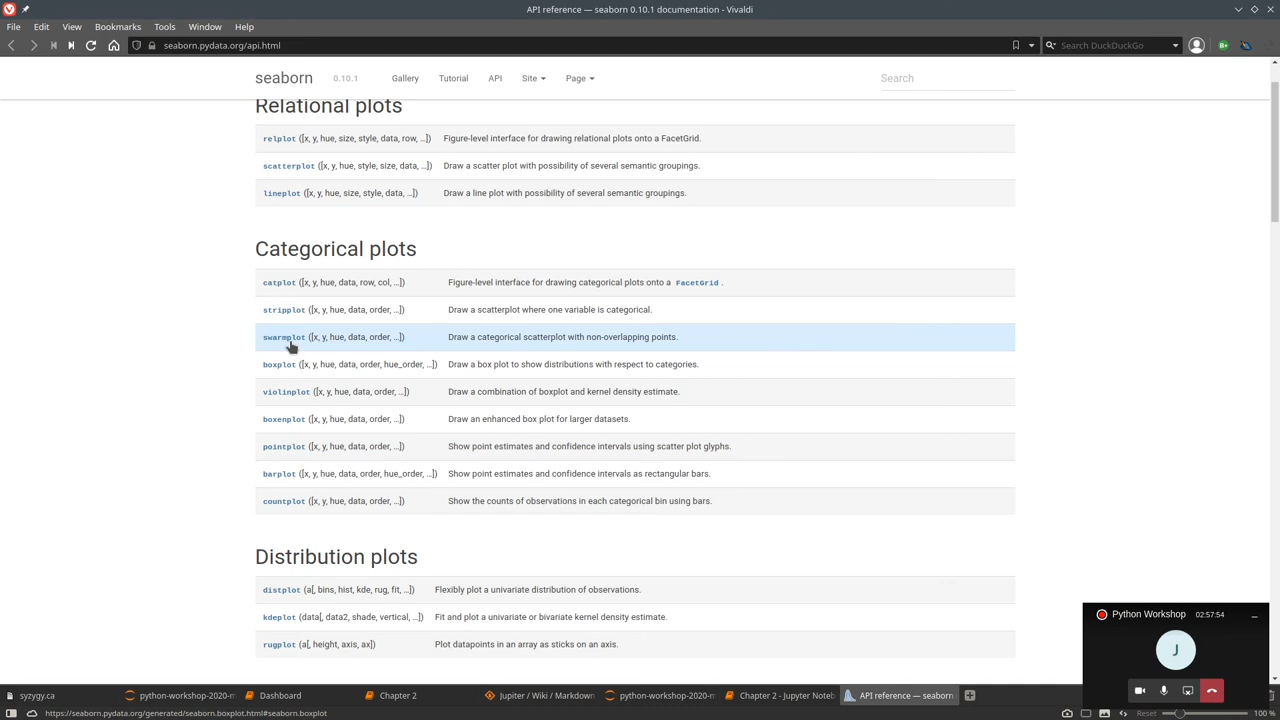 API reference — seaborn 0.10.1 documentation - Vivaldi
File Edit View Bookmarks Tools Window Help
seaborn.pydata.org/api.html
Search DuckDuckGo
seaborn 0.10.1 Gallery Tutorial API Site Page Search
Relational plots
relplot ([x, y, hue, size, style, data, row, ...]) Figure-level interface for drawing relational plots onto a FacetGrid.
scatterplot ([x, y, hue, style, size, data, ...]) Draw a scatter plot with possibility of several semantic groupings.
lineplot ([x, y, hue, size, style, data, ...]) Draw a line plot with possibility of several semantic groupings.
Categorical plots
catplot ([x, y, hue, data, row, col, ...]) Figure-level interface for drawing categorical plots onto a FacetGrid.
stripplot ([x, y, hue, data, order, ...]) Draw a scatterplot where one variable is categorical.
swarmplot ([x, y, hue, data, order, ...]) Draw a categorical scatterplot with non-overlapping points.
boxplot ([x, y, hue, data, order, hue_order, ...]) Draw a box plot to show distributions with respect to categories.
violinplot ([x, y, hue, data, order, ...]) Draw a combination of boxplot and kernel density estimate.
boxenplot ([x, y, hue, data, order, ...]) Draw an enhanced box plot for larger datasets.
pointplot ([x, y, hue, data, order, ...]) Show point estimates and confidence intervals using scatter plot glyphs.
barplot ([x, y, hue, data, order, hue_order, ...]) Show point estimates and confidence intervals as rectangular bars.
countplot ([x, y, hue, data, order, ...]) Show the counts of observations in each categorical bin using bars.
Distribution plots
distplot (a[, bins, hist, kde, rug, fit, ...]) Flexibly plot a univariate distribution of observations.
kdeplot (data[, data2, shade, vertical, ...]) Fit and plot a univariate or bivariate kernel density estimate.
rugplot (a[, height, axis, ax]) Plot datapoints in an array as sticks on an axis.
Python Workshop 02:57:54
J
syzygy.ca python-workshop-2020-m Dashboard Chapter 2 Jupiter / Wiki / Markdown python-workshop-2020-m Chapter 2 - Jupyter Noteb API reference — seaborn
https://seaborn.pydata.org/generated/seaborn.boxplot.html#seaborn.boxplot Reset 100 %